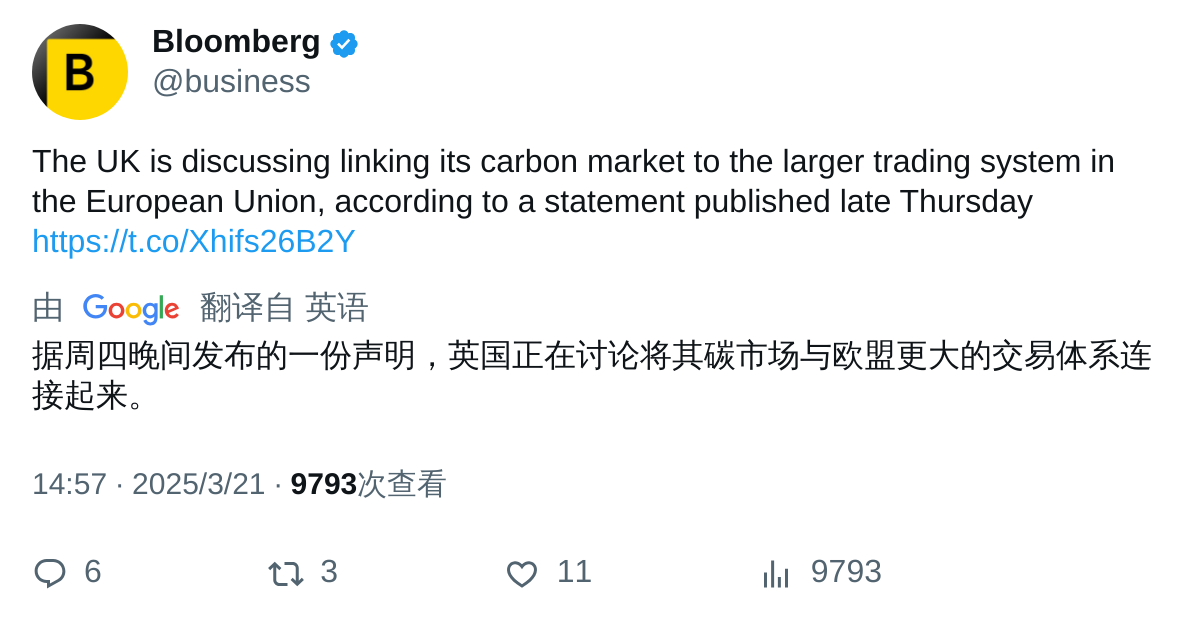 B
Bloomberg
@business
The UK is discussing linking its carbon market to the larger trading system in
the European Union, according to a statement published late Thursday
https://t.co/Xhifs26B2Y
由 Google 翻译自 英语
据周四晚间发布的一份声明，英国正在讨论将其碳市场与欧盟更大的交易体系连
接起来。
14:57 · 2025/3/21 · 9793次查看
6 3 11 9793